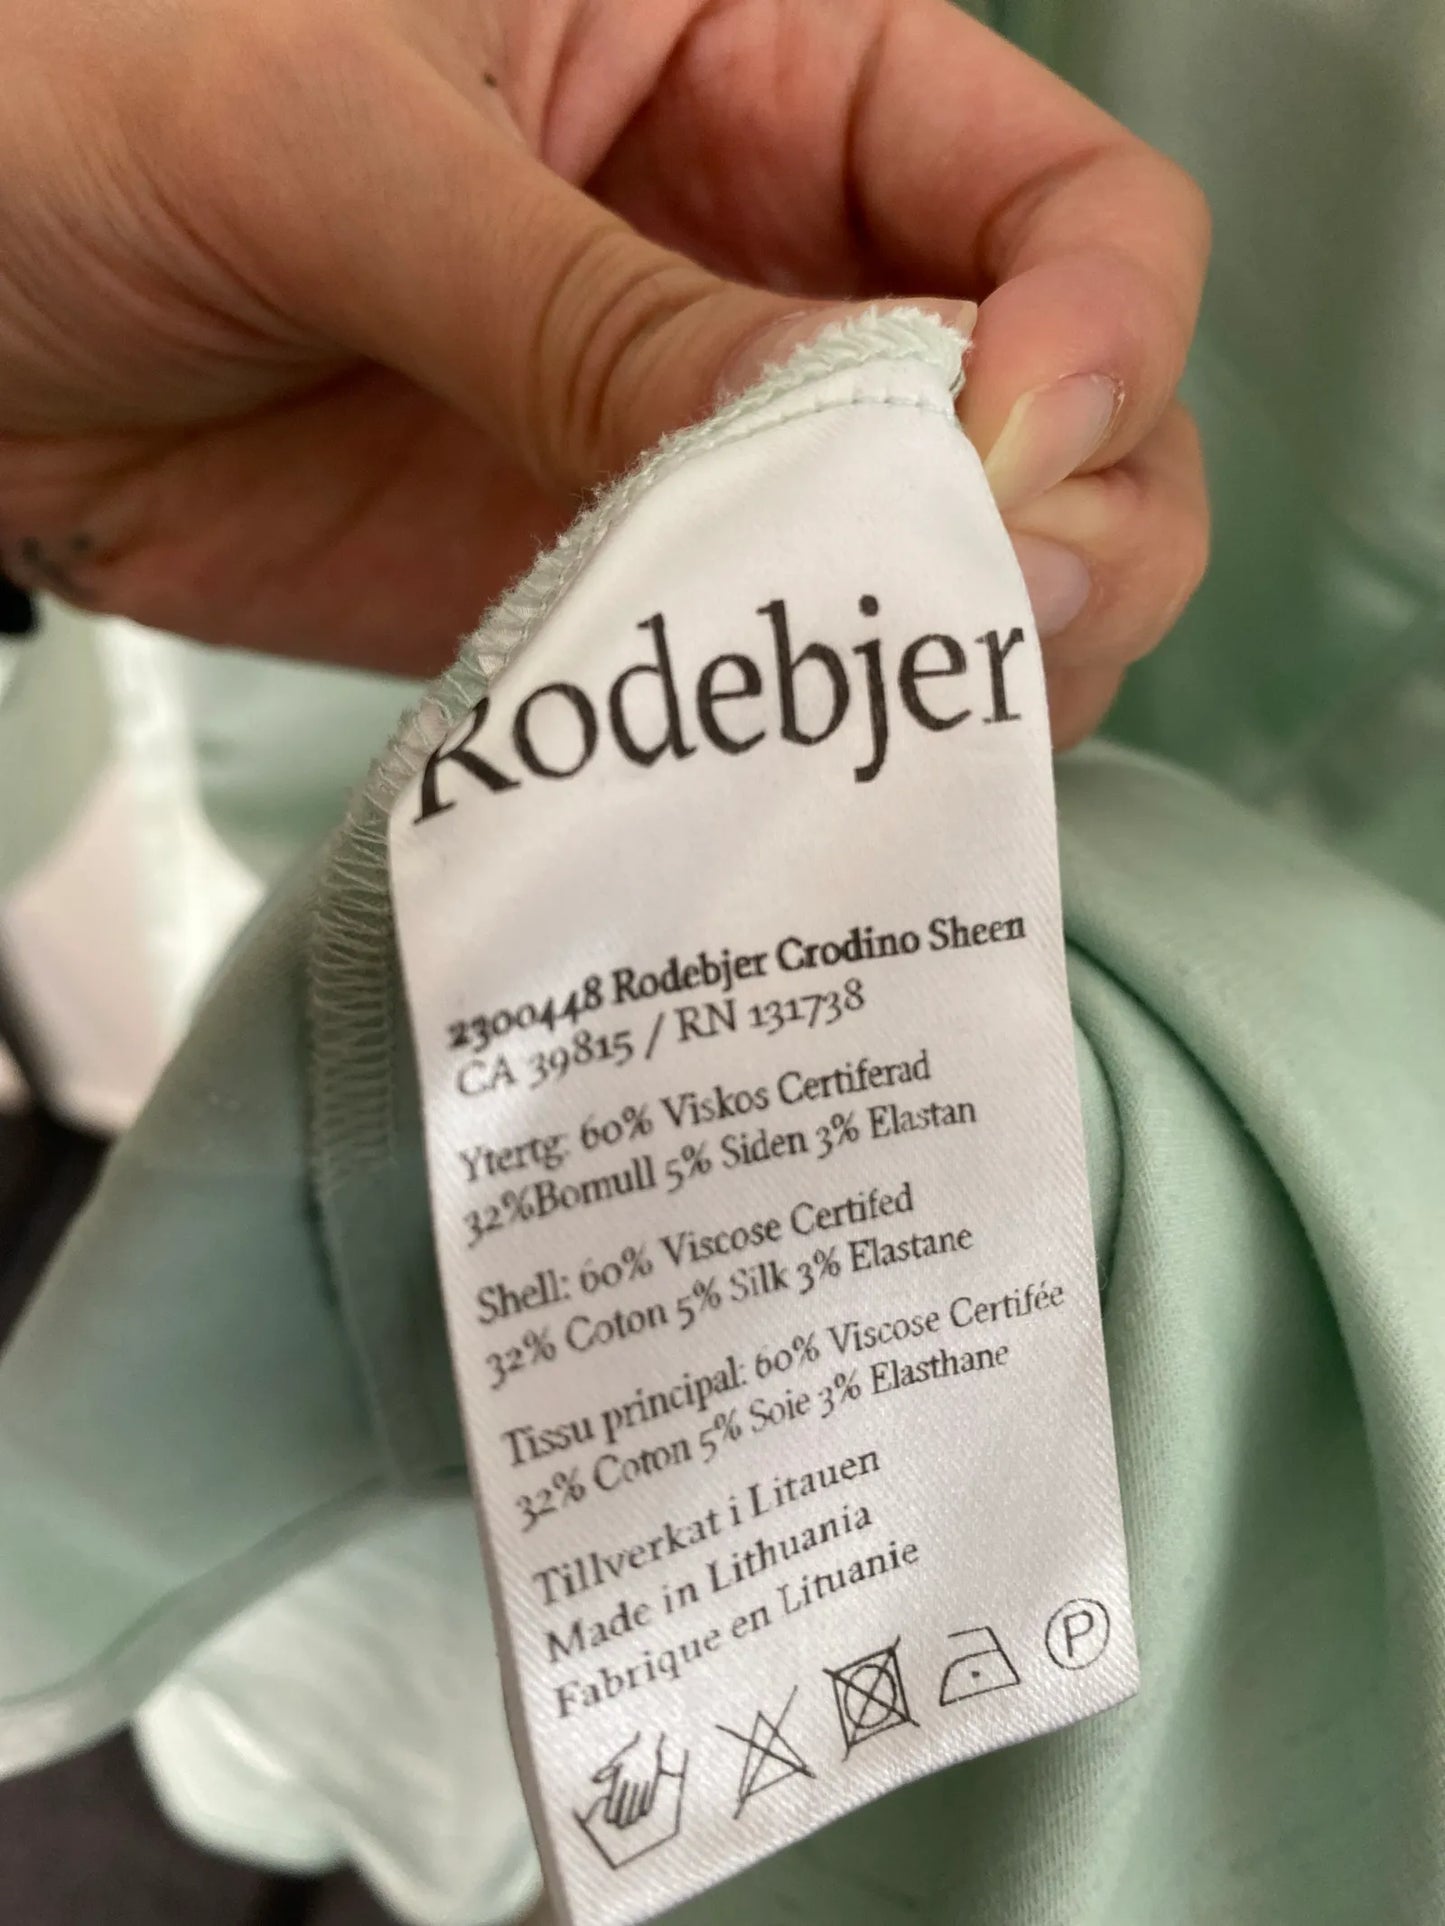 Rodebjer
2300448 Rodebjer Crodino Sheen
CA 39815 / RN 131738
Ytertg: 60% Viskos Certiferad
32%Bomull 5% Siden 3% Elastan
Shell: 60% Viscose Certifed
32% Coton 5% Silk 3% Elastane
Tissu principal: 60% Viscose Certifée
32% Coton 5% Soie 3% Elasthane
Tillverkat i Litauen
Made in Lithuania
Fabrique en Lituanie
P